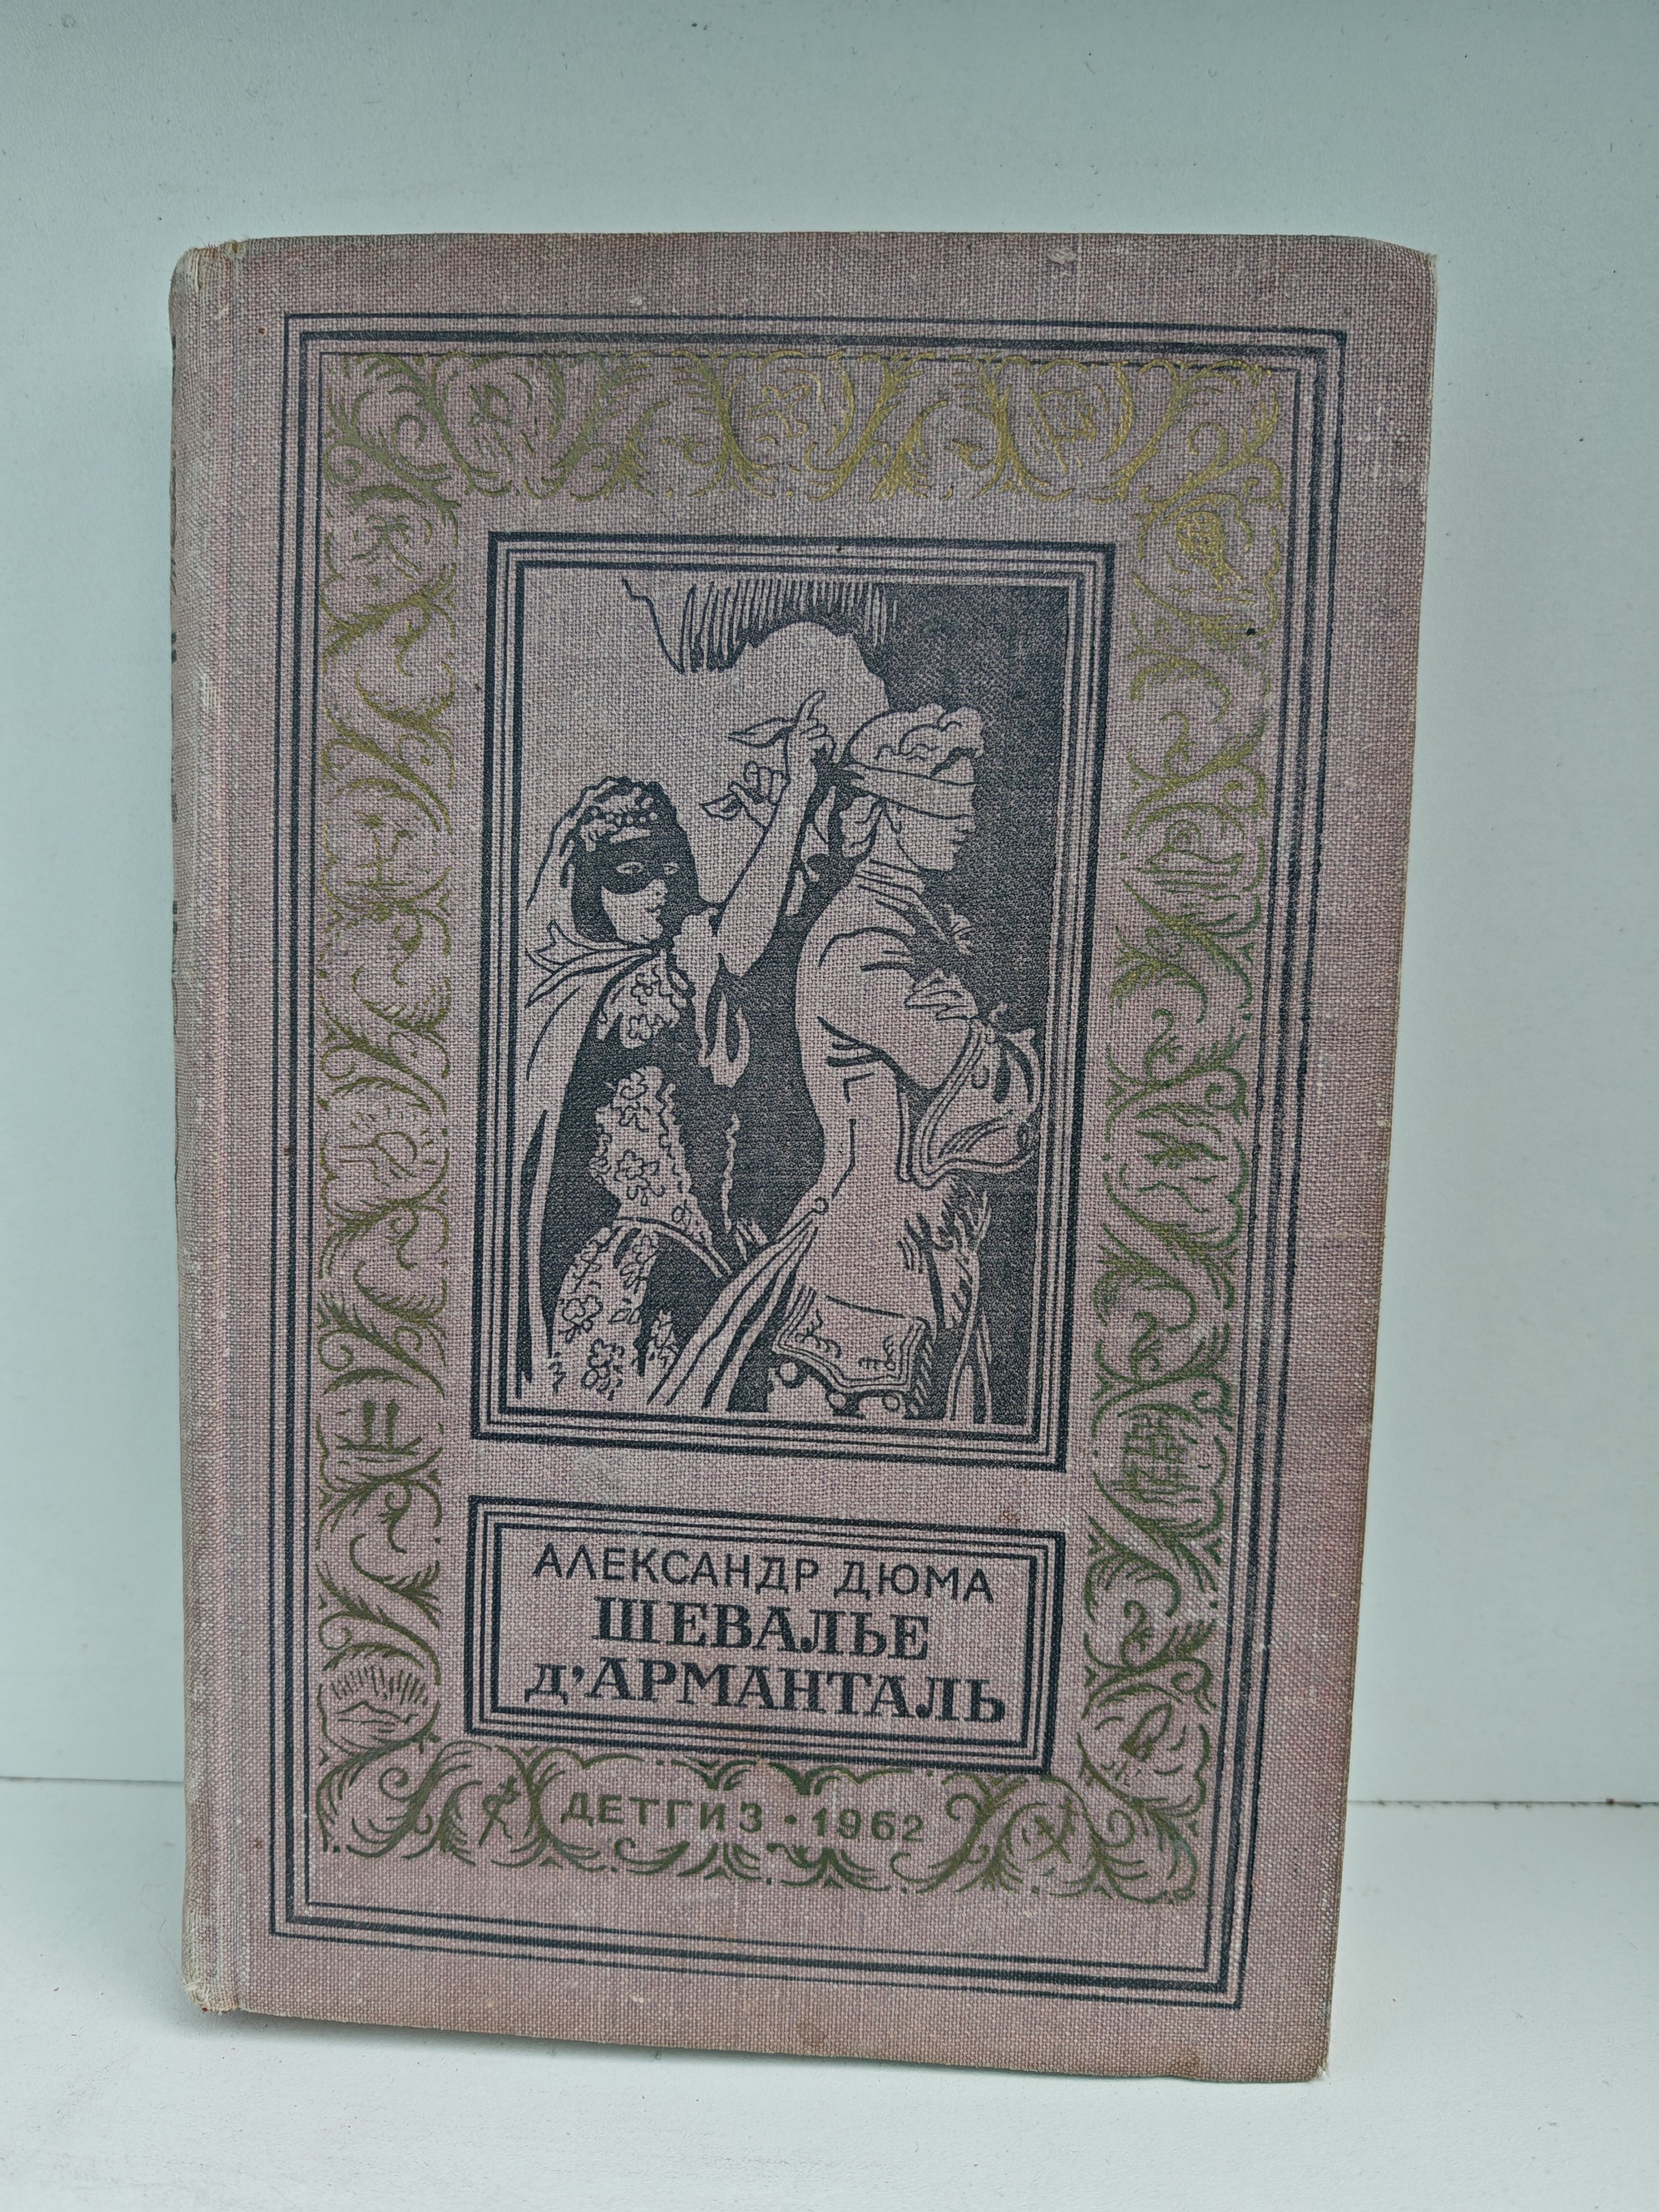 АЛЕКСАНДР ДЮМА
ШЕВАЛЬЕ
Д'АРМАНТАЛЬ
ДЕТГИЗ • 1962